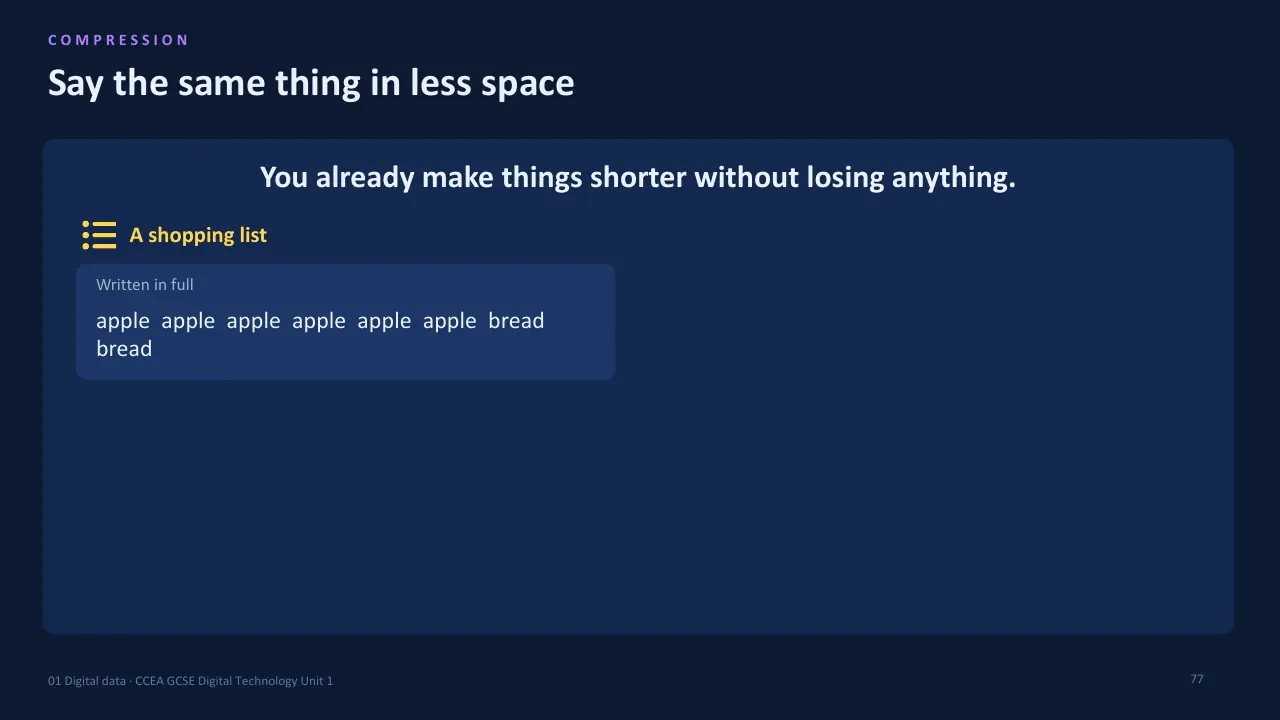 COMPRESSION
Say the same thing in less space
You already make things shorter without losing anything.
A shopping list
Written in full
apple apple apple apple apple apple bread
bread
01 Digital data · CCEA GCSE Digital Technology Unit 1
77